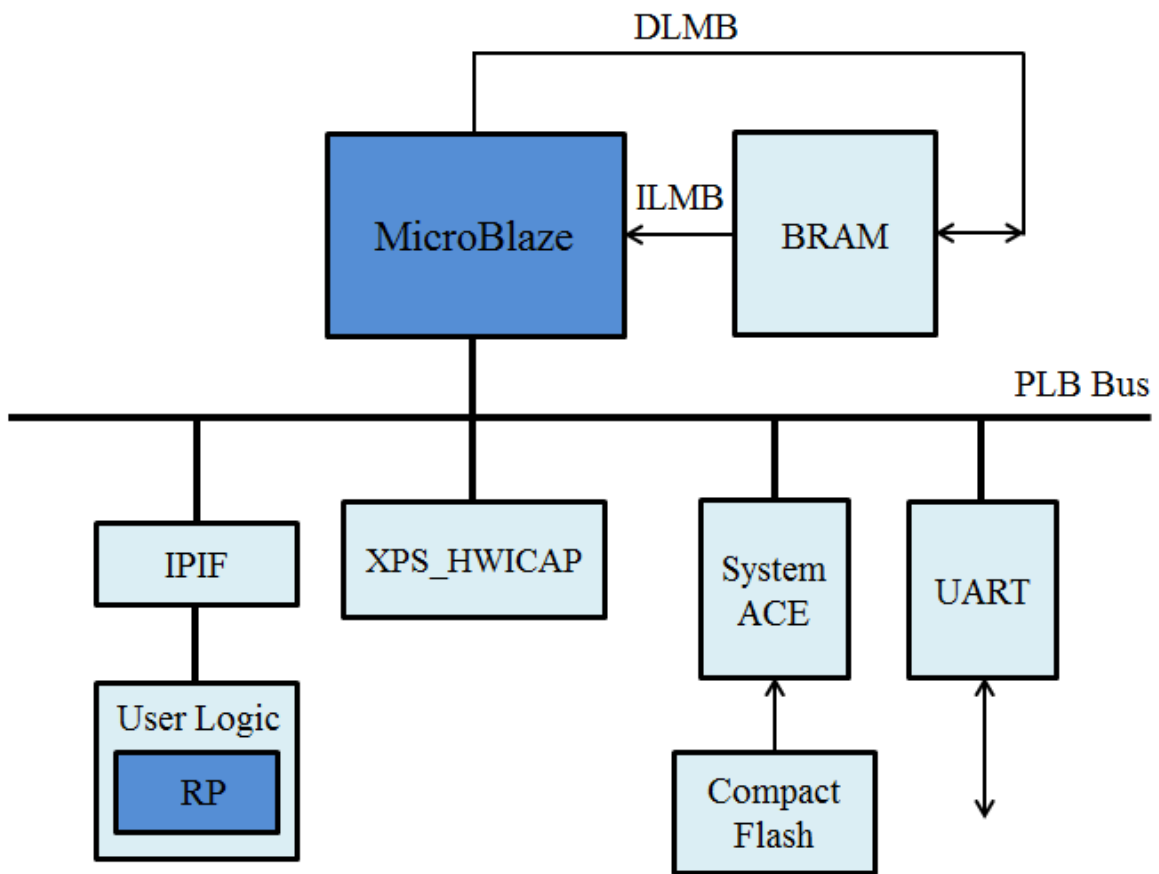 DLMB
MicroBlaze
ILMB
BRAM
PLB Bus
IPIF
XPS_HWICAP
System
ACE
UART
User Logic
RP
Compact
Flash